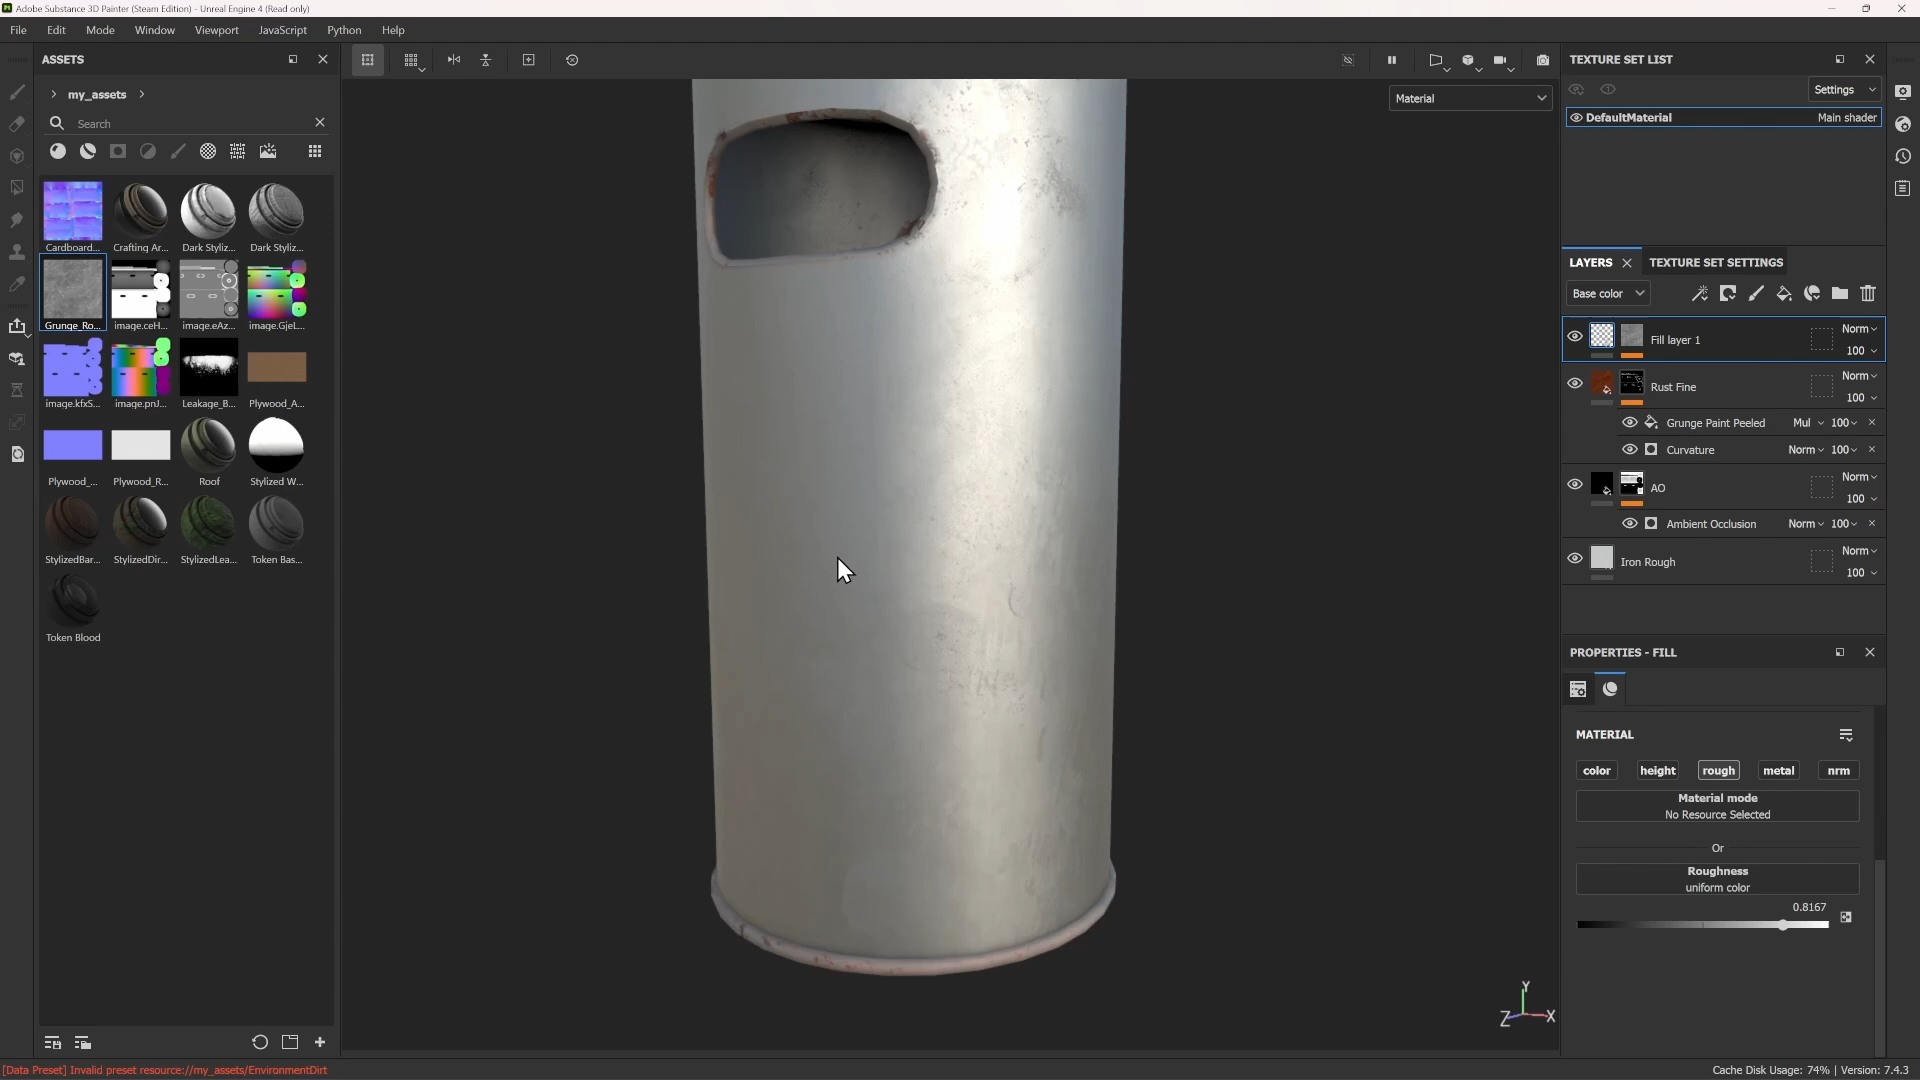 Adobe Substance 3D Painter (Steam Edition) - Unreal Engine 4 (Read only)
File Edit Mode Window Viewport JavaScript Python Help
ASSETS
my_assets
Search
Cardboard... Crafting Ar... Dark Styliz... Dark Styliz...
Grunge_Ro... image.ceH... image.eAz... image.GjeL...
image.kfxS... image.pnJ... Leakage_B... Plywood_A...
Plywood_... Plywood_R... Roof Stylized W...
StylizedBar... StylizedDir... StylizedLea... Token Bas...
Token Blood
Material
Y
Z X
TEXTURE SET LIST
Settings
DefaultMaterial Main shader
LAYERS TEXTURE SET SETTINGS
Base color
Fill layer 1 Norm
100
Rust Fine Norm
100
Grunge Paint Peeled Mul 100
Curvature Norm 100
AO Norm
100
Ambient Occlusion Norm 100
Iron Rough Norm
100
PROPERTIES - FILL
MATERIAL
color height rough metal nrm
Material mode
No Resource Selected
Or
Roughness
uniform color
0.8167
[Data Preset] Invalid preset resource://my_assets/EnvironmentDirt
Cache Disk Usage: 74% | Version: 7.4.3